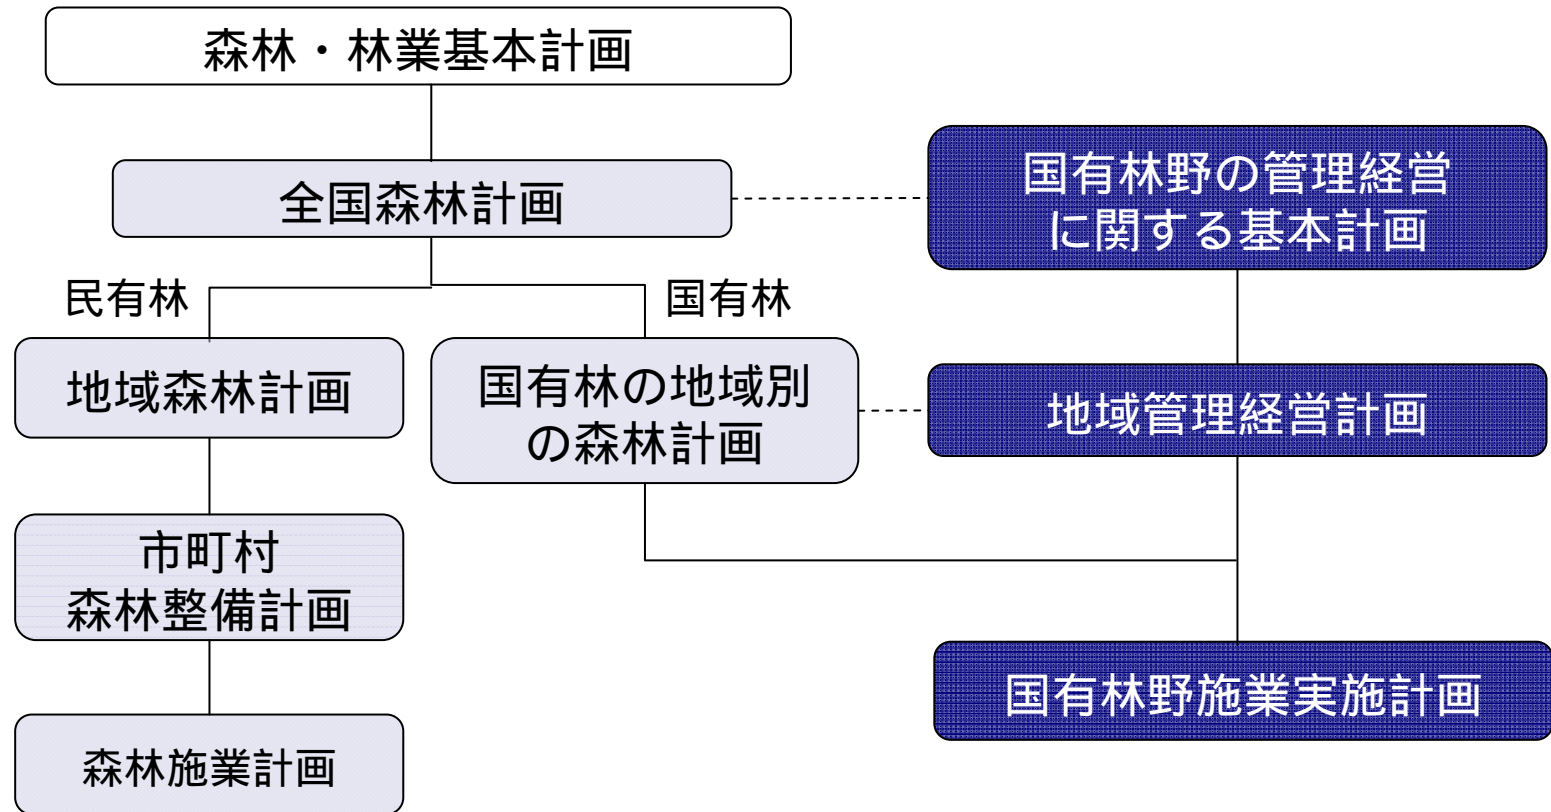 森林・林業基本計画
全国森林計画
国有林野の管理経営
に関する基本計画
民有林
国有林
地域森林計画
国有林の地域別
の森林計画
地域管理経営計画
市町村
森林整備計画
国有林野施業実施計画
森林施業計画